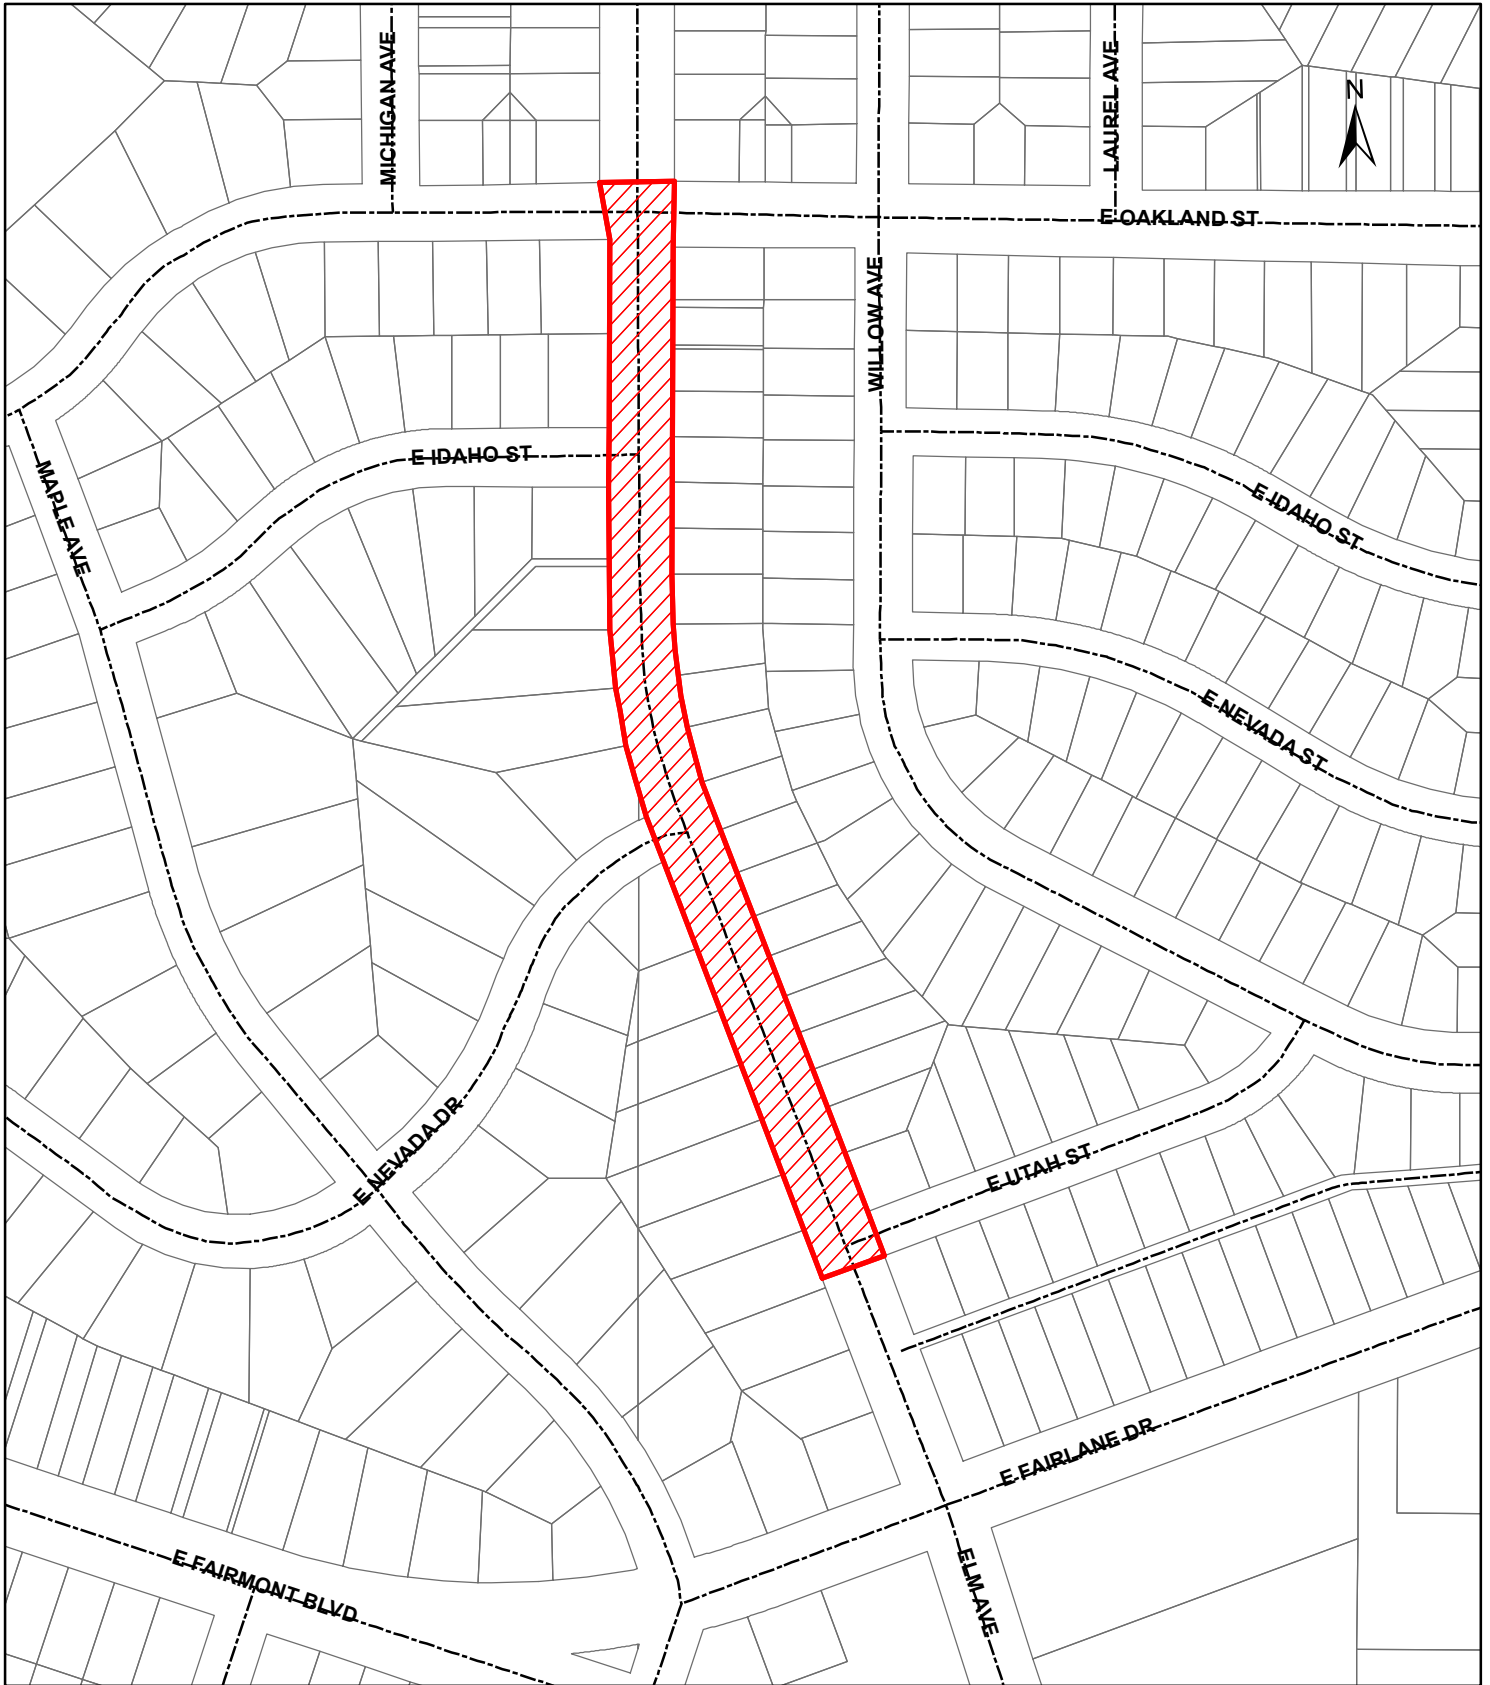 MICHIGAN AVE
LAUREL AVE
N
E OAKLAND ST
WILLOW AVE
E IDAHO ST
MAPLE AVE
E IDAHO ST
E NEVADA ST
E NEVADA DR
E UTAH ST
E FAIRLANE DR
E FAIRMONT BLVD
ELM AVE